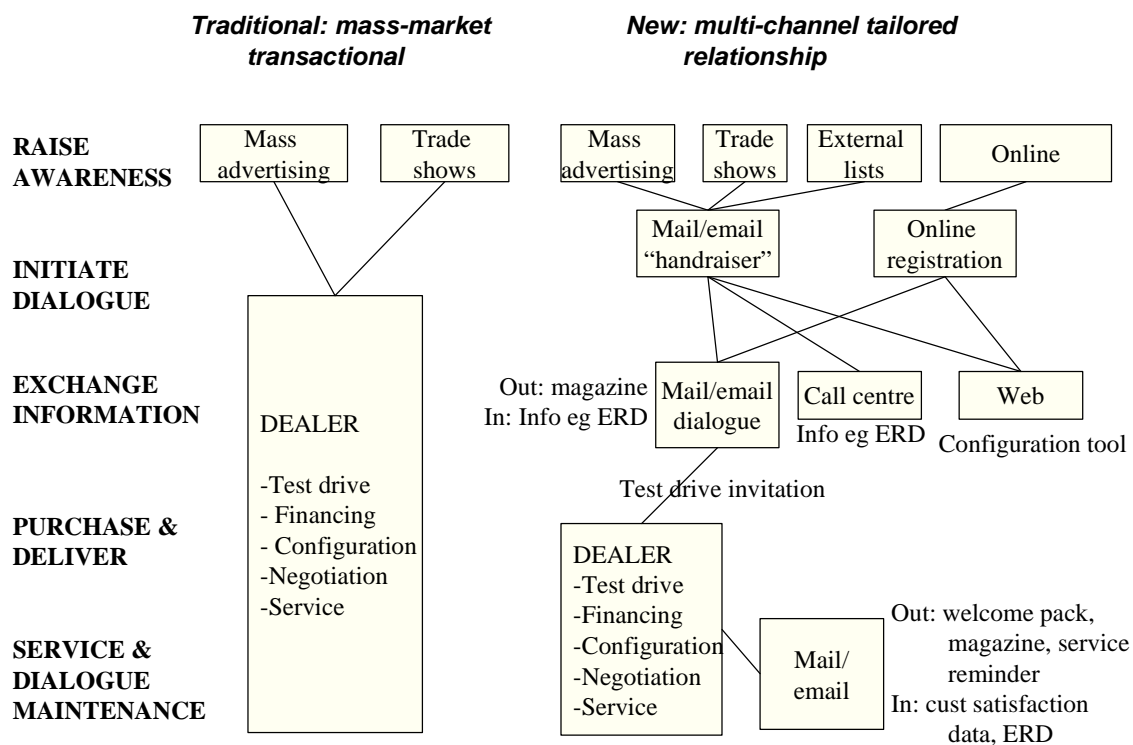 Traditional: mass-market
transactional
New: multi-channel tailored
relationship
RAISE
AWARENESS
Mass
advertising
Trade
shows
Mass
advertising
Trade
shows
External
lists
Online
INITIATE
DIALOGUE
Mail/email
“handraiser”
Online
registration
EXCHANGE
INFORMATION
Out: magazine
In: Info eg ERD
Mail/email
dialogue
Call centre
Info eg ERD
Web
Configuration tool
Test drive invitation
PURCHASE &
DELIVER
DEALER
-Test drive
- Financing
- Configuration
-Negotiation
-Service
DEALER
-Test drive
-Financing
-Configuration
-Negotiation
-Service
SERVICE &
DIALOGUE
MAINTENANCE
Mail/
email
Out: welcome pack,
magazine, service
reminder
In: cust satisfaction
data, ERD